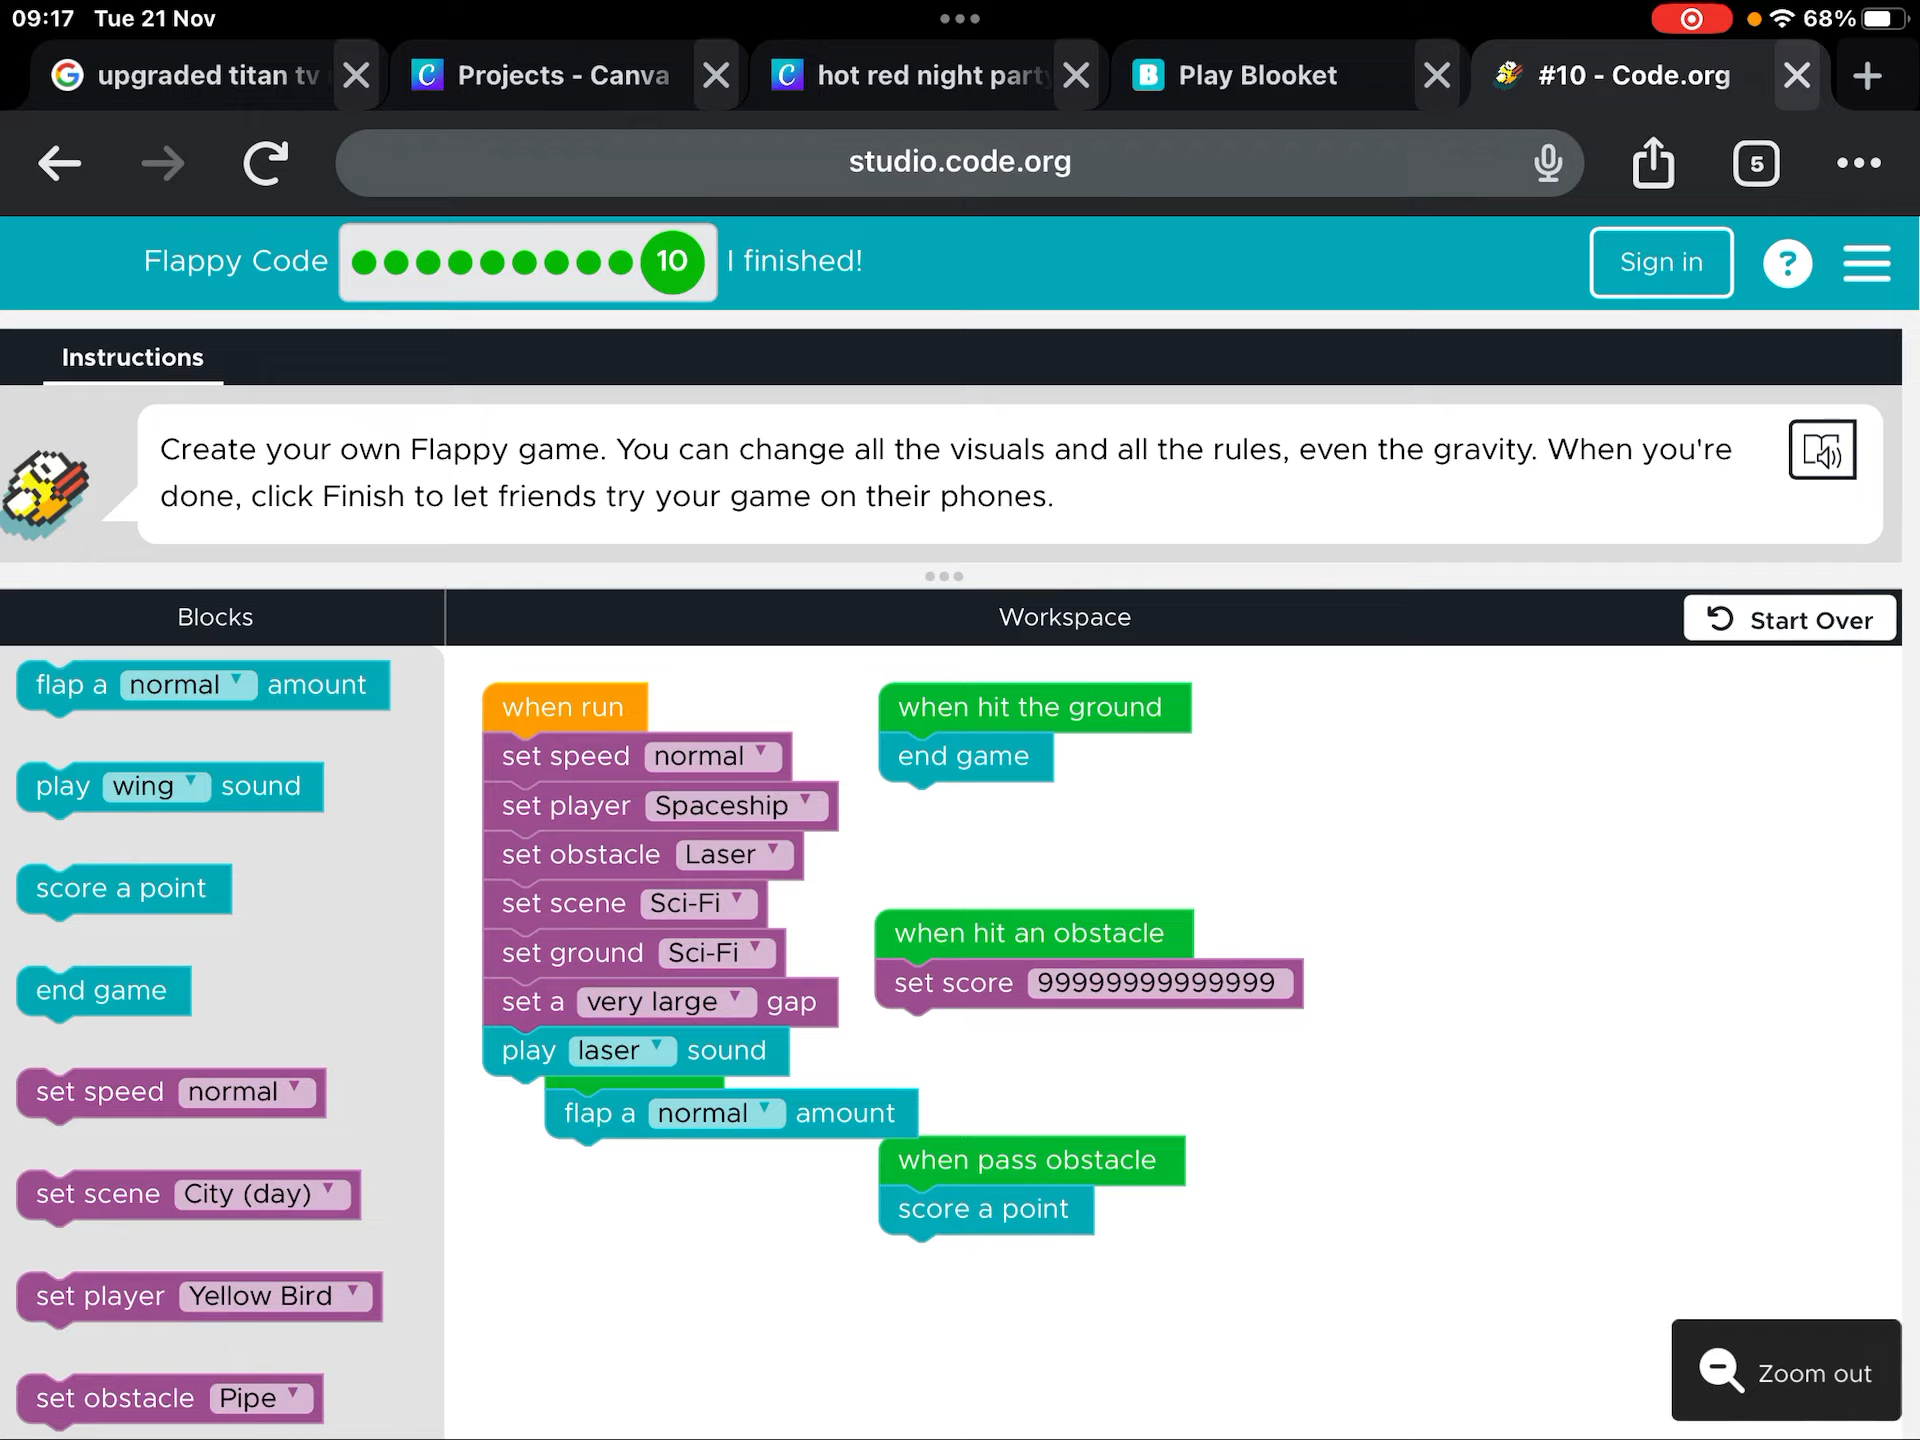 09:17 Tue 21 Nov
68%
upgraded titan tv
Projects - Canva
hot red night part
Play Blooket
#10 - Code.org
studio.code.org
5
Flappy Code
10
I finished!
Sign in
?
Instructions
Create your own Flappy game. You can change all the visuals and all the rules, even the gravity. When you're
done, click Finish to let friends try your game on their phones.
Blocks
Workspace
Start Over
flap a normal amount
play wing sound
score a point
end game
set speed normal
set scene City (day)
set player Yellow Bird
set obstacle Pipe
when run
set speed normal
set player Spaceship
set obstacle Laser
set scene Sci-Fi
set ground Sci-Fi
set a very large gap
play laser sound
flap a normal amount
when hit the ground
end game
when hit an obstacle
set score 99999999999999
when pass obstacle
score a point
Zoom out